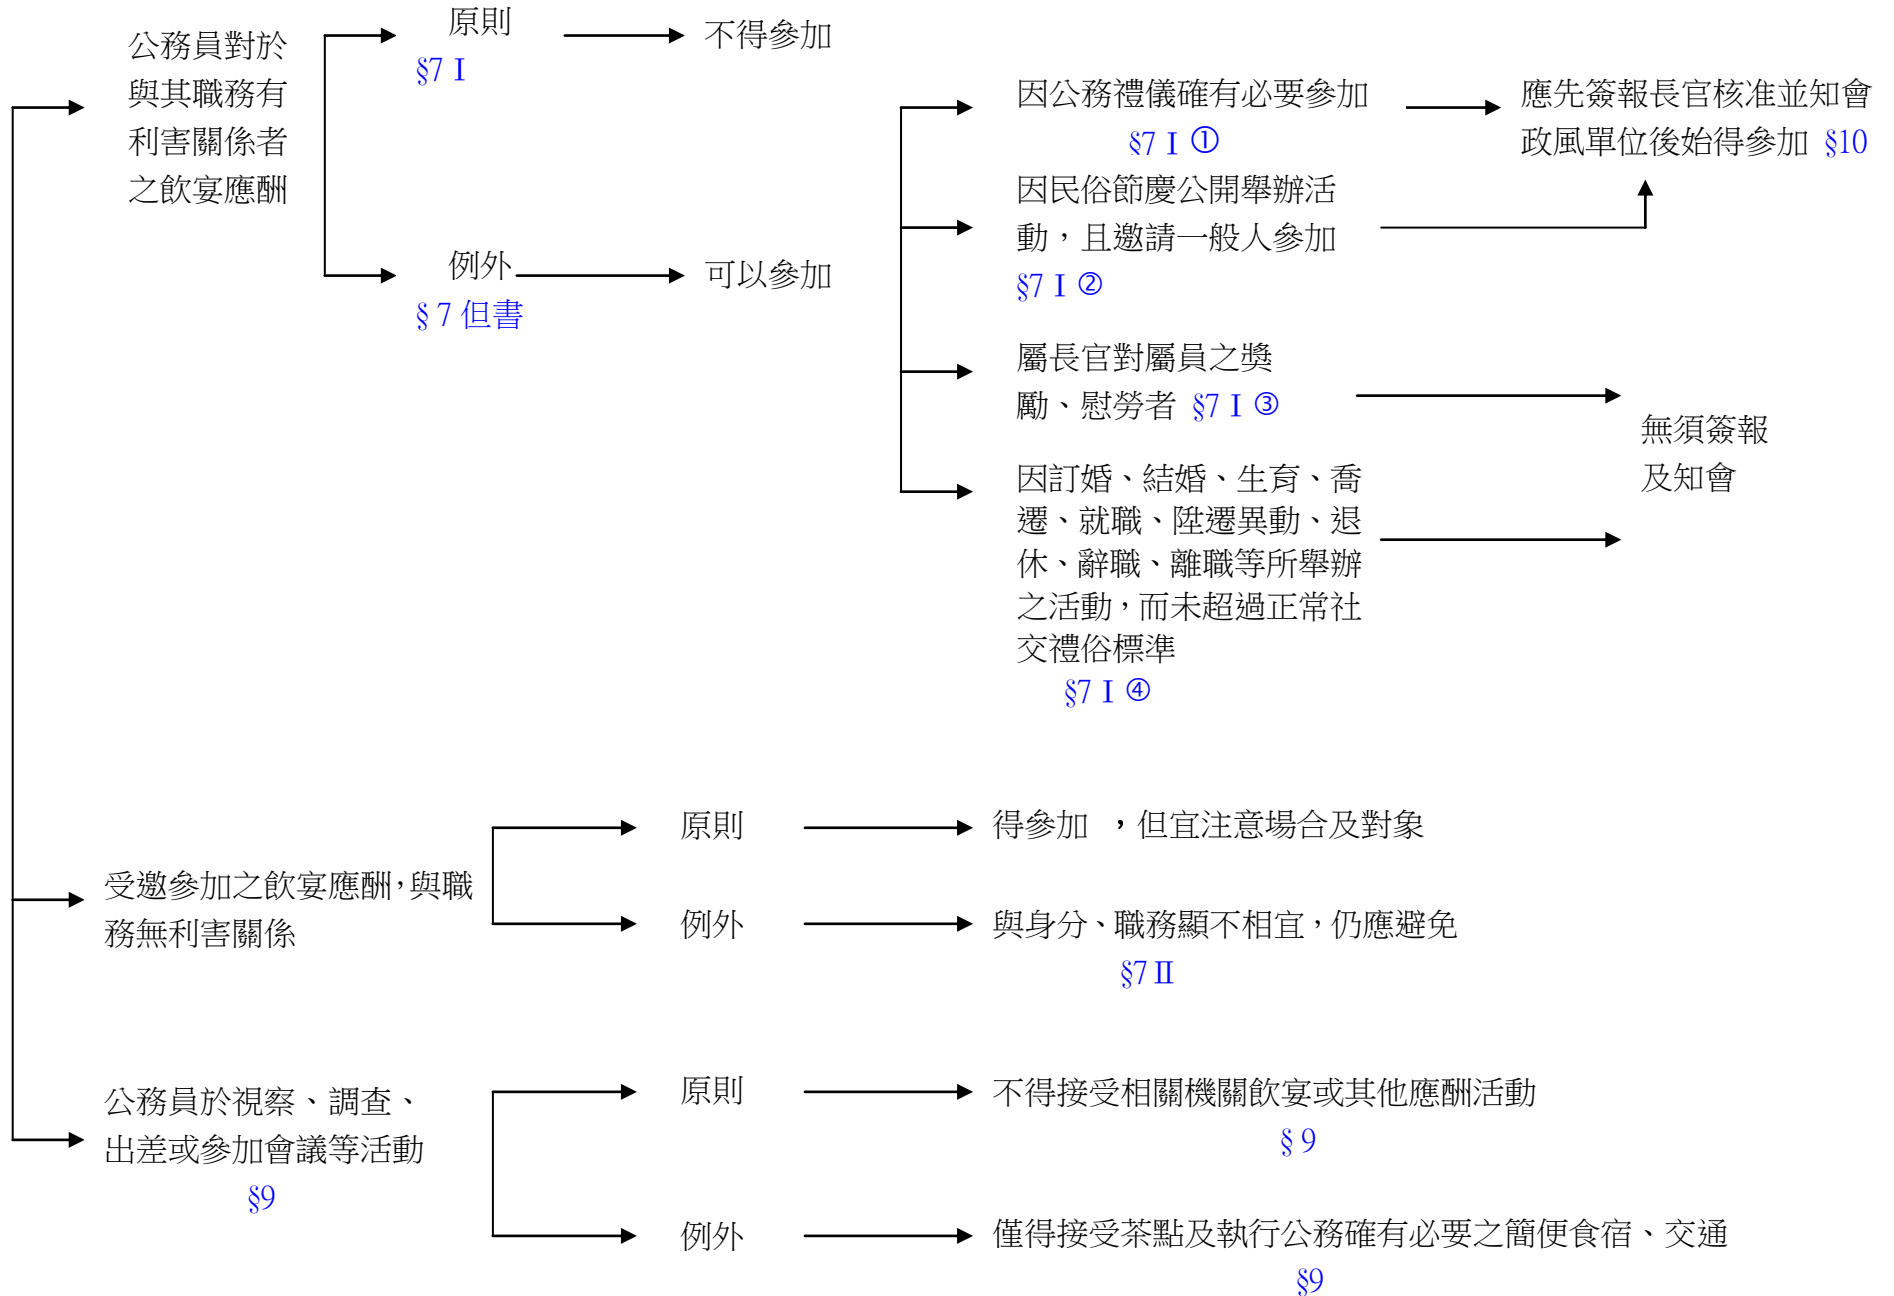 公務員對於
與其職務有
利害關係者
之飲宴應酬
原則
§7 I
不得參加
例外
§7 但書
可以參加
因公務禮儀確有必要參加
§7 I ①
應先簽報長官核准並知會
政風單位後始得參加 §10
因民俗節慶公開舉辦活
動，且邀請一般人參加
§7 I ②
屬長官對屬員之獎
勵、慰勞者 §7 I ③
因訂婚、結婚、生育、喬
遷、就職、陞遷異動、退
休、辭職、離職等所舉辦
之活動，而未超過正常社
交禮俗標準
§7 I ④
無須簽報
及知會
受邀參加之飲宴應酬，與職
務無利害關係
原則
得參加 ，但宜注意場合及對象
例外
與身分、職務顯不相宜，仍應避免
§7 II
公務員於視察、調查、
出差或參加會議等活動
§9
原則
不得接受相關機關飲宴或其他應酬活動
§ 9
例外
僅得接受茶點及執行公務確有必要之簡便食宿、交通
§9